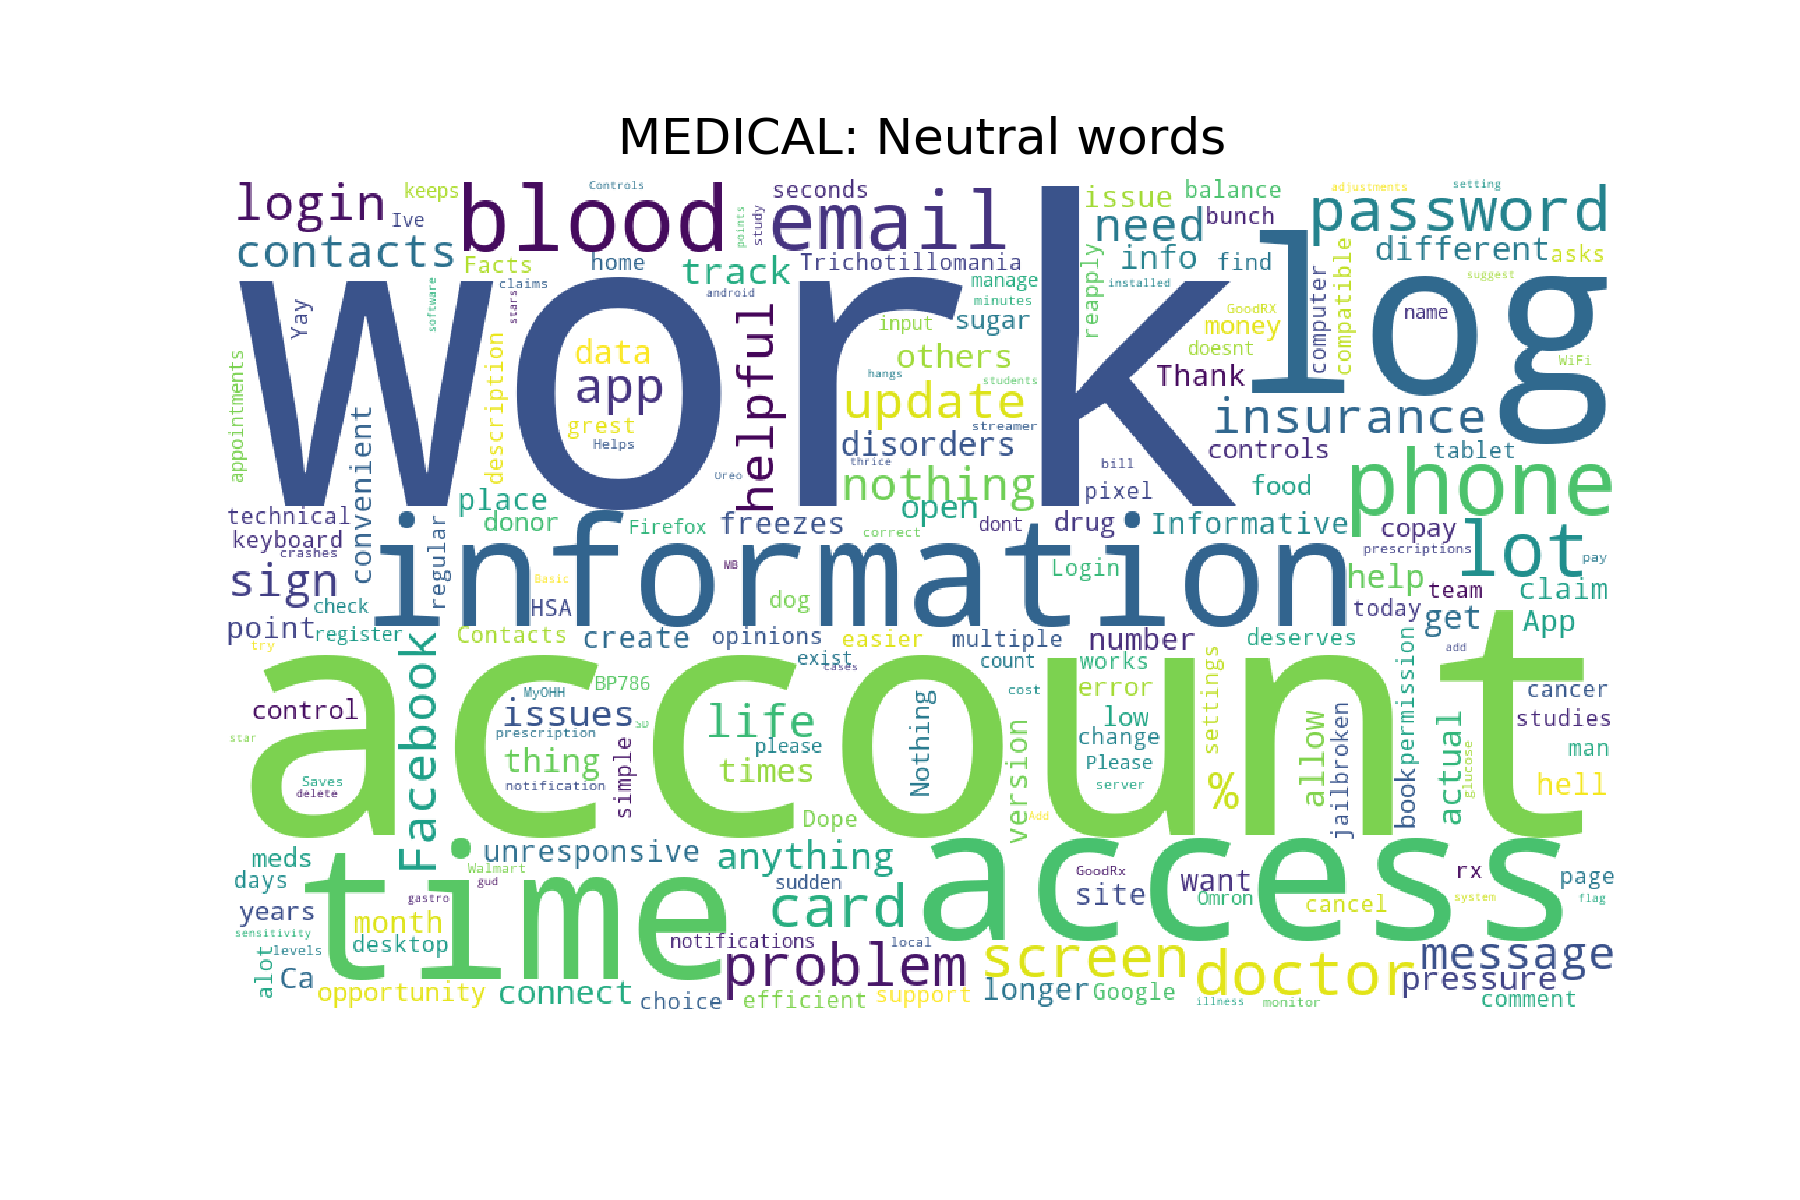 MEDICAL: Neutral words
login
keeps
Controls
seconds
issue
balance
adjustments
setting
Ive
blood
points
study
email
need
bunch
password
contacts
Facts
home
track
Trichotillomania
info
find
different
asks
claims
android
manage
reapply
installed
computer
compatible
suggest
Yay
software
stars
work
log
minutes
GoodRX
name
input
sugar
money
appointments
description
data
helpful
others
doesnt
WiFi
app
hangs
students
Thank
convenient
grest
update
insurance
Helps
streamer
disorders
controls
tablet
Oreo
thrice
bill
nothing
pixel
food
phone
place
open
technical
donor
Firefox
freezes
correct
dont
drug
Informative
copay
keyboard
regular
crashes
information
prescriptions
lot
pay
sign
Basic
WB
Login
help
team
claim
check
HSA
dog
today
get
point
register
Contacts
create
opinions
easier
multiple
number
deserves
App
try
Facebook
exist
cases
count
works
settings
permission
add
account
BP786
MyOHH
cost
error
cancer
control
issues
SD
life
Nothing
low
allow
jailbroken
actual
studies
star
prescription
please
version
change
glucose
man
thing
simple
times
Please
Saves
delete
notification
server
%
book
hell
Dope
Add
meds
unresponsive
anything
access
days
Walmart
gud
sudden
GoodRx
want
rx
page
time
years
gastro
card
site
Omron
cancel
system
flag
month
sensitivity
levels
desktop
notifications
local
alot
problem
screen
doctor
message
Ca
pressure
opportunity
connect
choice
efficient
support
longer
Google
illness
monitor
comment